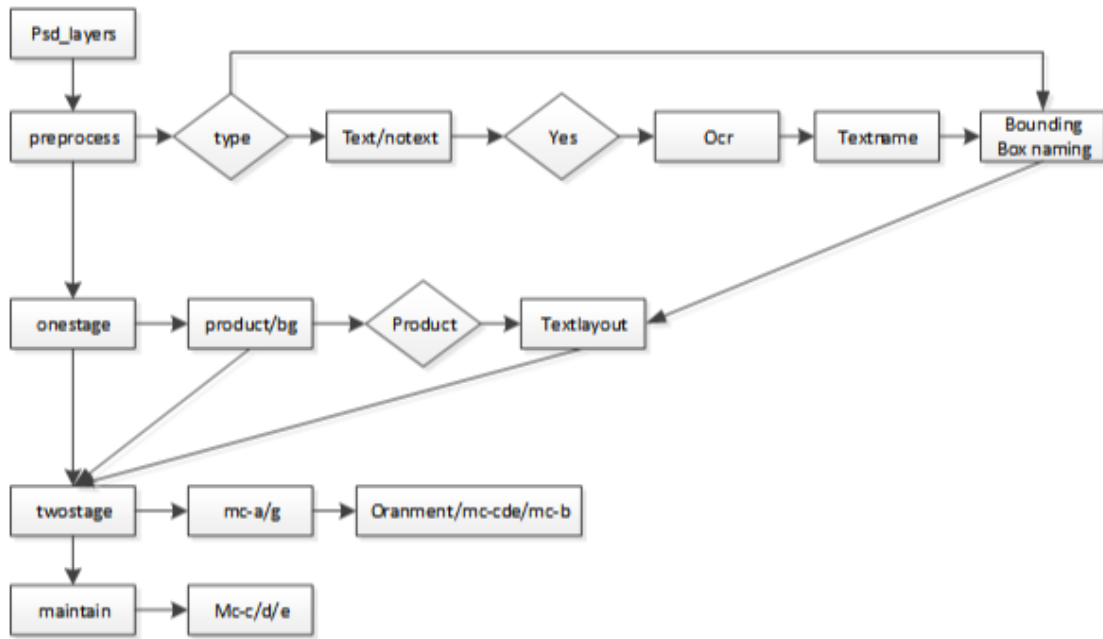 Psd_layers
preprocess
type
Text/notext
Yes
Ocr
Textname
Bounding
Box naming
onestage
product/bg
Product
Textlayout
twostage
mc-a/g
Oranment/mc-cde/mc-b
maintain
Mc-c/d/e